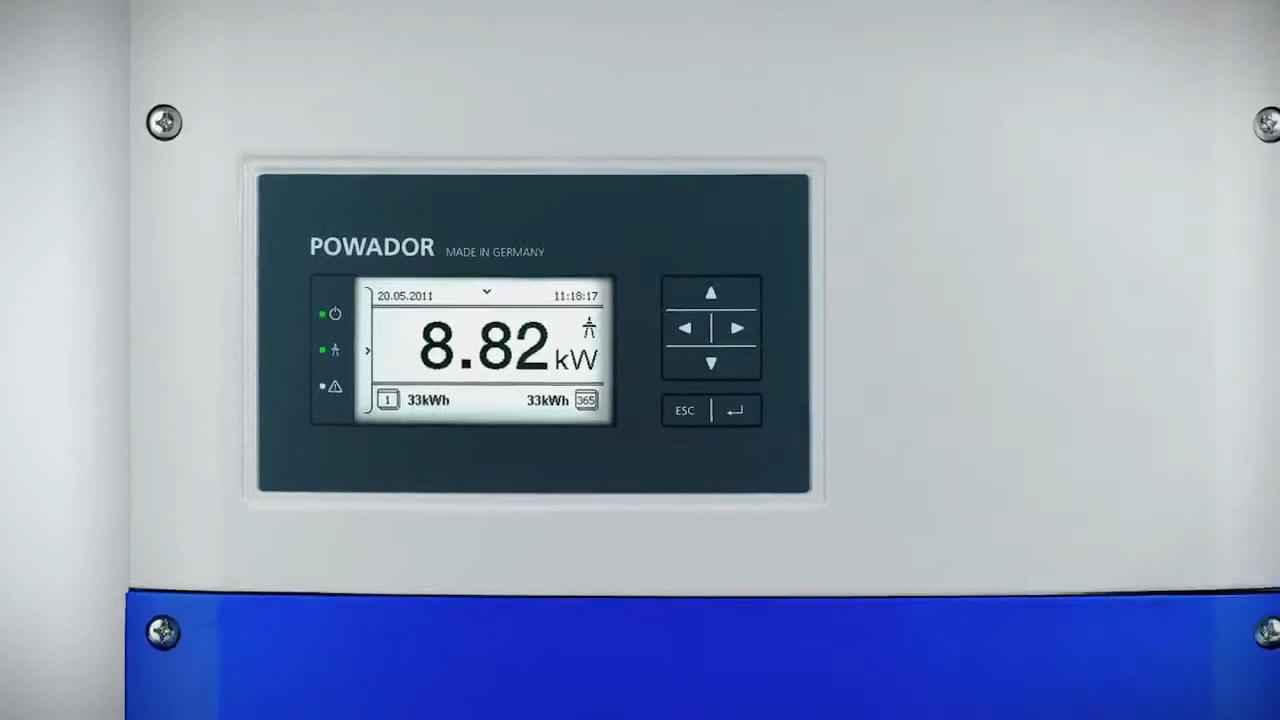 POWADOR MADE IN GERMANY
20.05.2011 11:18:17
8.82 kW
1 33kWh 33kWh 365
ESC